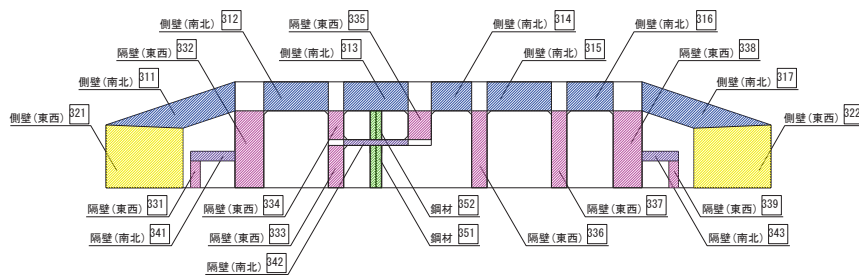 側壁(南北) 312
隔壁(東西) 335
側壁(南北) 314
側壁(南北) 316
隔壁(東西) 332
側壁(南北) 313
側壁(南北) 315
隔壁(東西) 338
側壁(南北) 311
側壁(南北) 317
側壁(東西) 321
側壁(東西) 322
隔壁(東西) 331
隔壁(東西) 334
鋼材 352
隔壁(東西) 337
隔壁(東西) 339
隔壁(南北) 341
隔壁(東西) 333
鋼材 351
隔壁(東西) 336
隔壁(南北) 343
隔壁(南北) 342